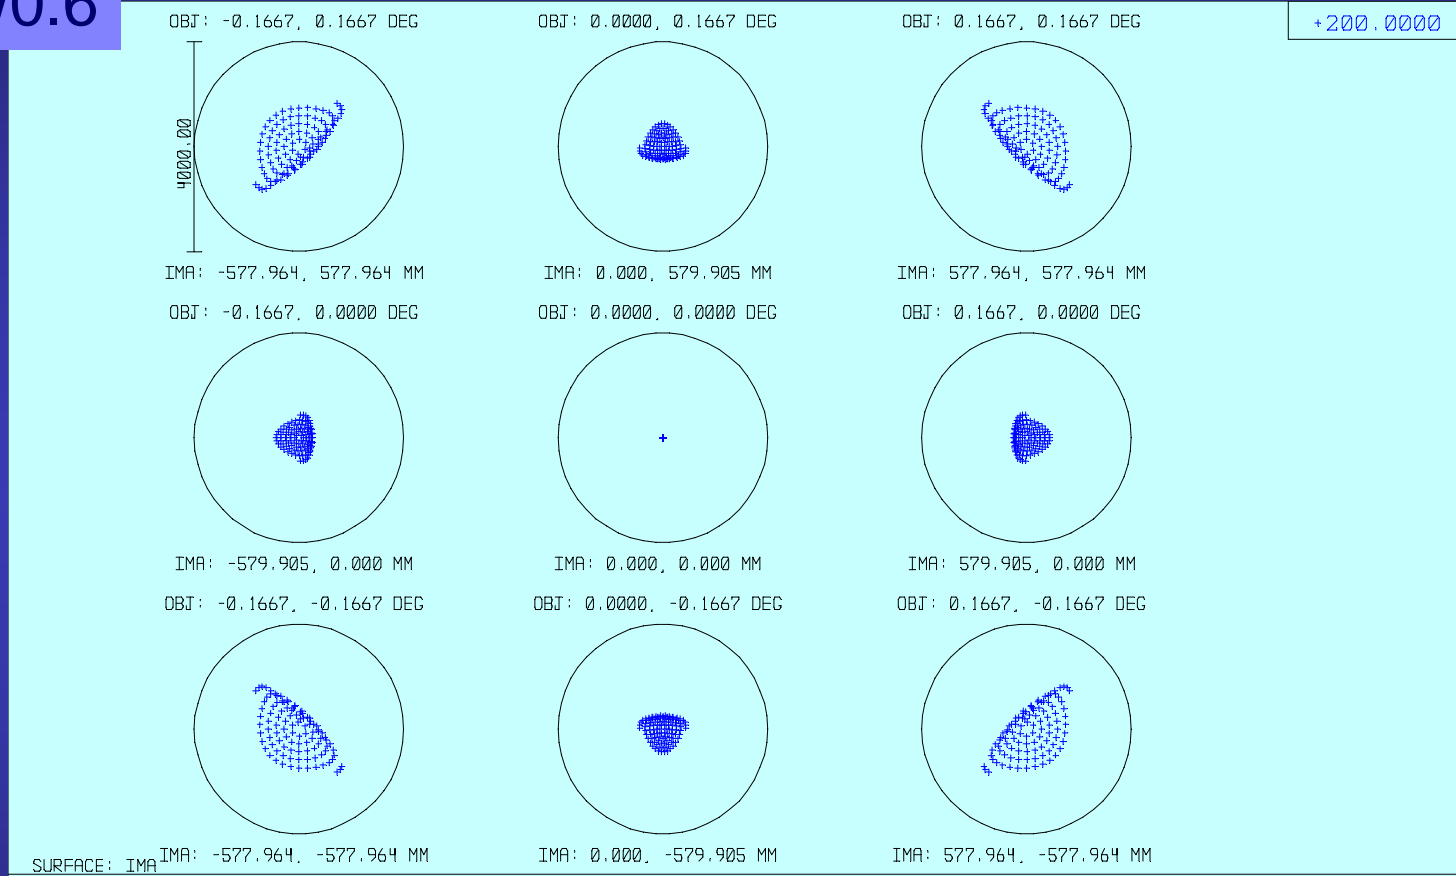 /0.6
OBJ: -0.1667, 0.1667 DEG
OBJ: 0.0000, 0.1667 DEG
OBJ: 0.1667, 0.1667 DEG
+200.0000
4000.00
IMA: -577.964, 577.964 MM
IMA: 0.000, 579.905 MM
IMA: 577.964, 577.964 MM
OBJ: -0.1667, 0.0000 DEG
OBJ: 0.0000, 0.0000 DEG
OBJ: 0.1667, 0.0000 DEG
IMA: -579.905, 0.000 MM
IMA: 0.000, 0.000 MM
IMA: 579.905, 0.000 MM
OBJ: -0.1667, -0.1667 DEG
OBJ: 0.0000, -0.1667 DEG
OBJ: 0.1667, -0.1667 DEG
IMA: -577.964, -577.964 MM
IMA: 0.000, -579.905 MM
IMA: 577.964, -577.964 MM
SURFACE: IMA